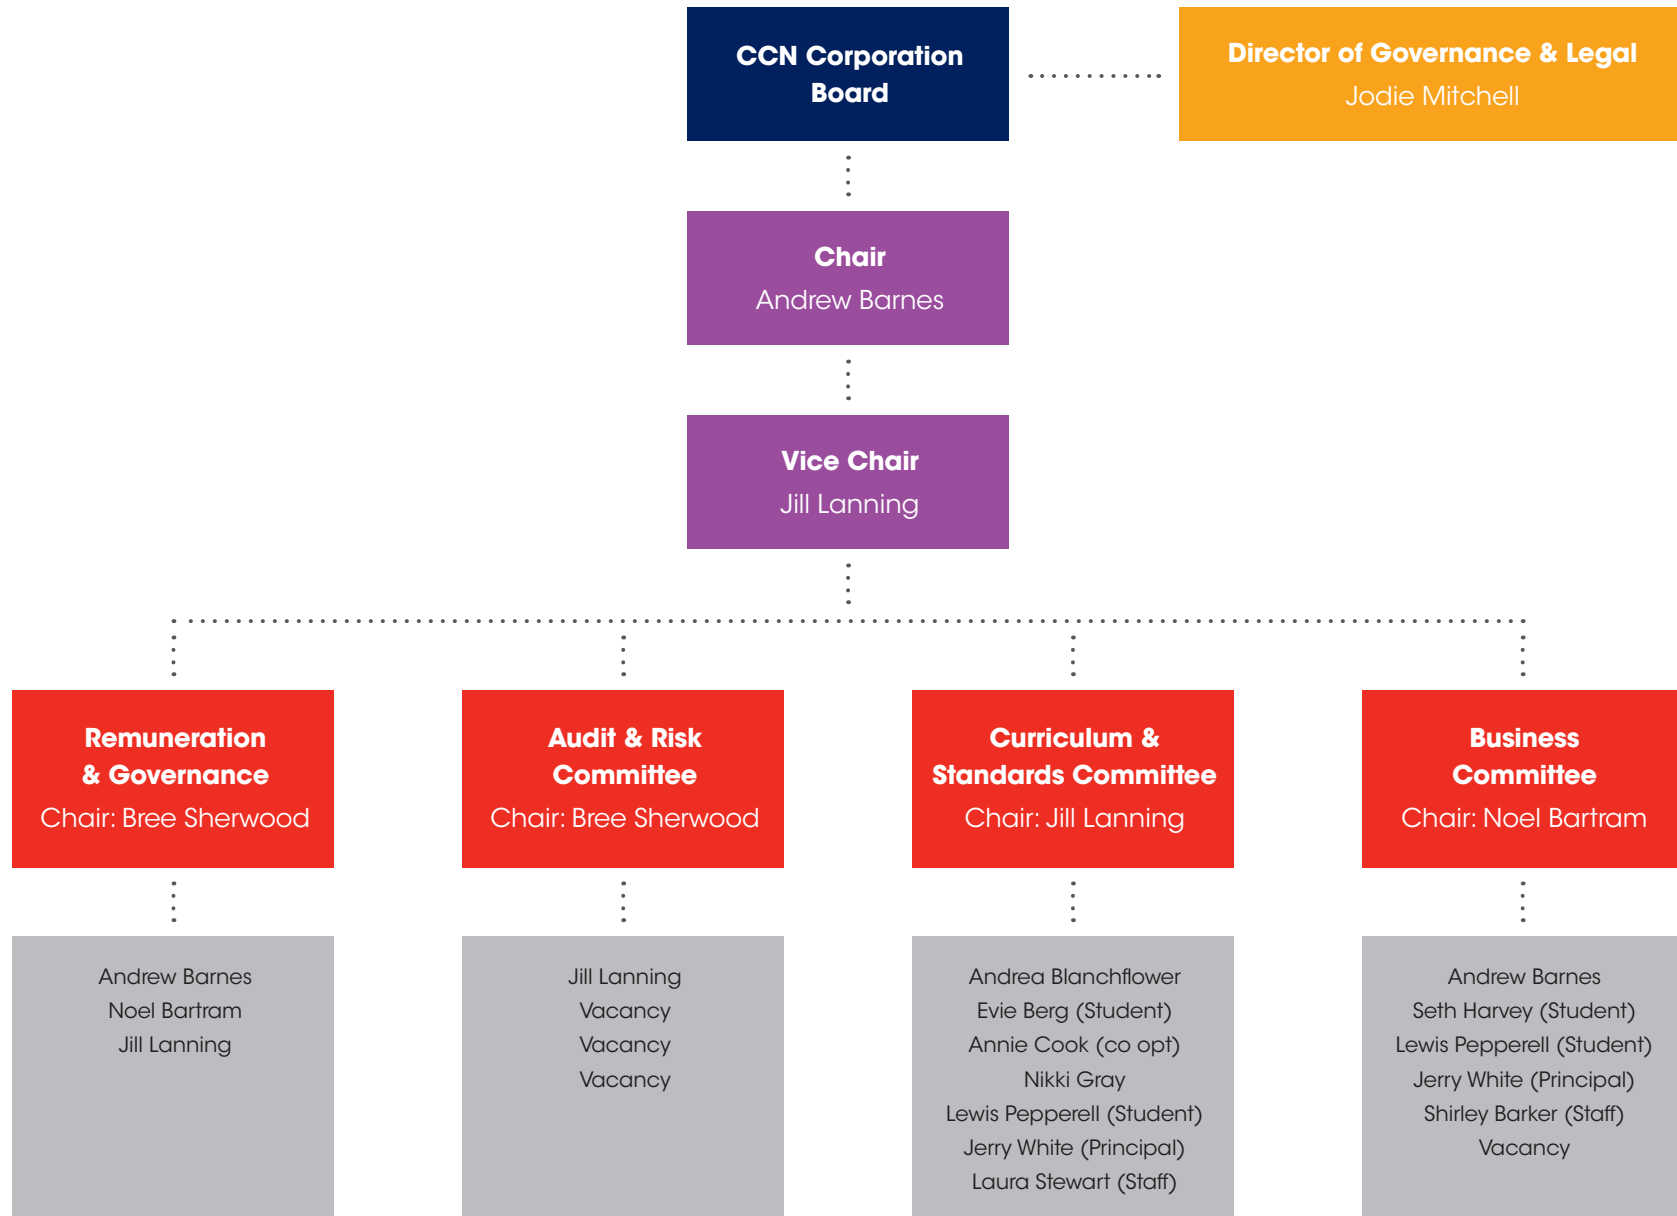 CCN Corporation
Board
Director of Governance & Legal
Jodie Mitchell
Chair
Andrew Barnes
Vice Chair
Jill Lanning
Remuneration
& Governance
Chair: Bree Sherwood
Audit & Risk
Committee
Chair: Bree Sherwood
Curriculum &
Standards Committee
Chair: Jill Lanning
Business
Committee
Chair: Noel Bartram
Andrew Barnes
Noel Bartram
Jill Lanning
Jill Lanning
Vacancy
Vacancy
Vacancy
Andrea Blanchflower
Evie Berg (Student)
Annie Cook (co opt)
Nikki Gray
Lewis Pepperell (Student)
Jerry White (Principal)
Laura Stewart (Staff)
Andrew Barnes
Seth Harvey (Student)
Lewis Pepperell (Student)
Jerry White (Principal)
Shirley Barker (Staff)
Vacancy